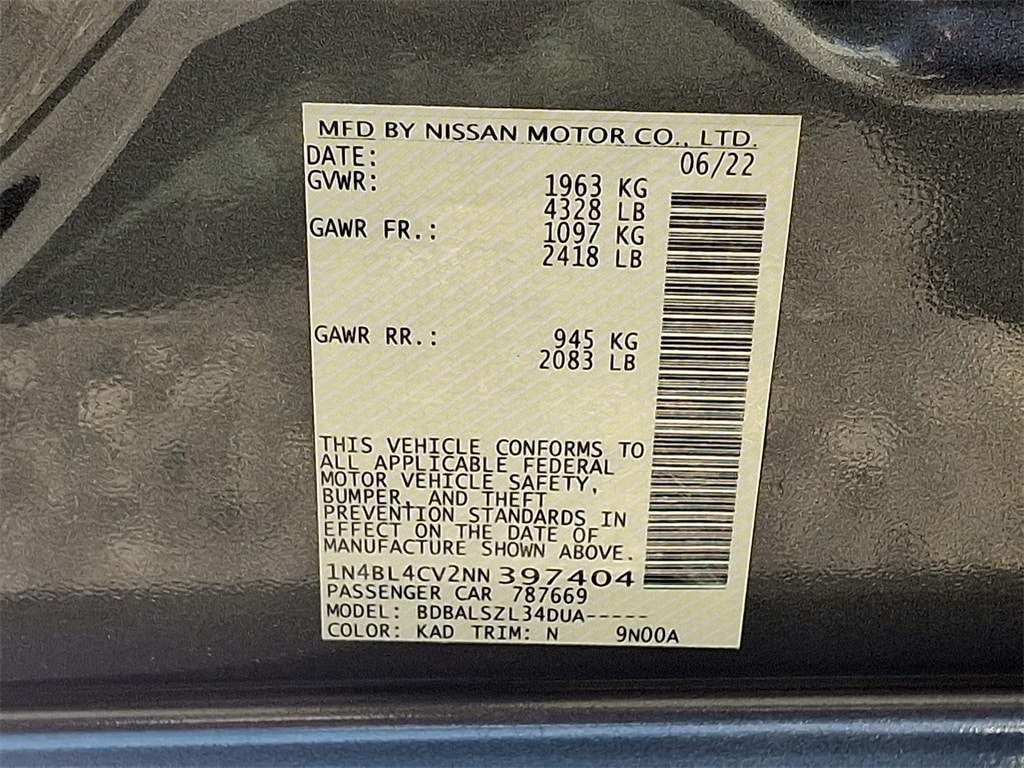 MFD BY NISSAN MOTOR CO., LTD.
DATE: 06/22
GVWR: 1963 KG
4328 LB
GAWR FR.: 1097 KG
2418 LB
GAWR RR.: 945 KG
2083 LB
THIS VEHICLE CONFORMS TO
ALL APPLICABLE FEDERAL
MOTOR VEHICLE SAFETY,
BUMPER, AND THEFT
PREVENTION STANDARDS IN
EFFECT ON THE DATE OF
MANUFACTURE SHOWN ABOVE.
1N4BL4CV2NN 397404
PASSENGER CAR 787669
MODEL: BDBALSZL34DUA-----
COLOR: KAD TRIM: N 9N00A